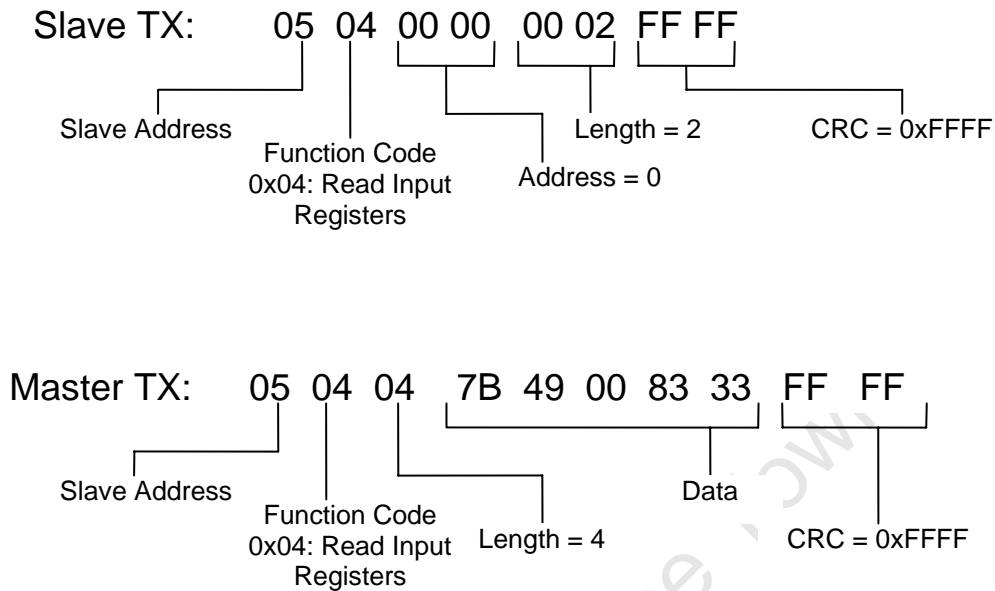 Slave TX: 05 04 00 00 00 02 FF FF
Slave Address
Function Code
0x04: Read Input
Registers
Address = 0
Length = 2
CRC = 0xFFFF
Master TX: 05 04 04 7B 49 00 83 33 FF FF
Slave Address
Function Code
0x04: Read Input
Registers
Length = 4
Data
CRC = 0xFFFF